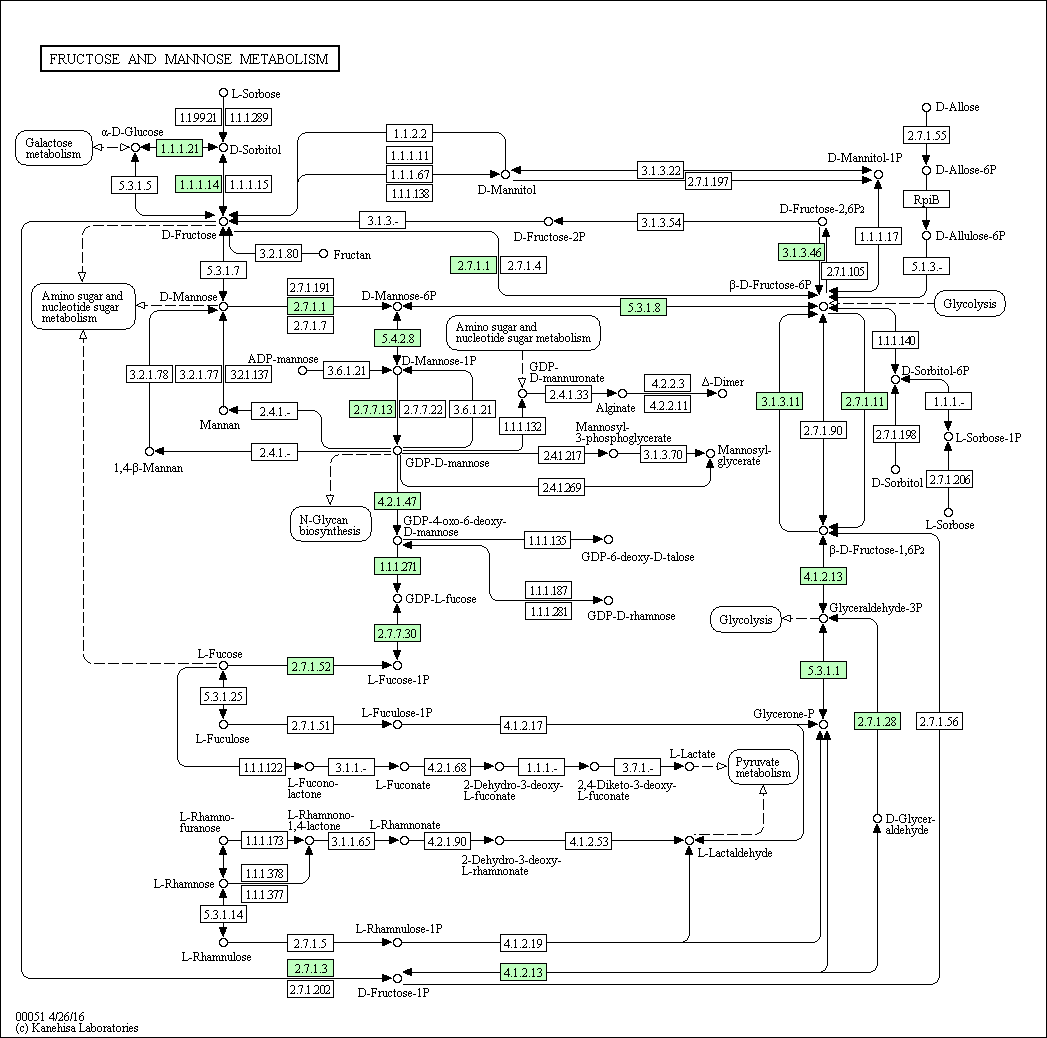 FRUCTOSE AND MANNOSE METABOLISM
L-Sorbose
1.1.99.21
1.1.1.289
D-Allose
α-D-Glucose
1.1.2.2
2.7.1.55
Galactose
metabolism
1.1.1.21
D-Sorbitol
1.1.1.11
D-Mannitol-1P
3.1.3.22
D-Allose-6P
5.3.1.5
1.1.1.14
1.1.1.15
1.1.1.67
2.7.1.197
1.1.1.138
D-Mannitol
RpiB
D-Fructose-2,6P2
3.1.3.-
3.1.3.54
D-Fructose
D-Fructose-2P
1.1.1.17
D-Allulose-6P
3.2.1.80
Fructan
3.1.3.46
5.3.1.7
2.7.1.1
2.7.1.4
2.7.1.105
5.1.3.-
2.7.1.191
β-D-Fructose-6P
Amino sugar and
nucleotide sugar
metabolism
D-Mannose
2.7.1.1
D-Mannose-6P
5.3.1.8
Glycolysis
2.7.1.7
Amino sugar and
nucleotide sugar metabolism
5.4.2.8
1.1.1.140
ADP-mannose
D-Mannose-1P
GDP-
D-mannuronate
3.2.1.78
3.2.1.77
3.2.1.137
3.6.1.21
D-Sorbitol-6P
4.2.2.3
Δ-Dimer
2.4.1.33
Alginate
4.2.2.11
3.1.3.11
2.7.1.11
1.1.1.-
2.4.1.-
Mannan
2.7.7.13
2.7.7.22
3.6.1.21
1.1.1.132
Mannosyl-
3-phosphoglycerate
2.7.1.90
2.7.1.198
L-Sorbose-1P
2.4.1.-
1,4-β-Mannan
GDP-D-mannose
2.4.1.217
3.1.3.70
Mannosyl-
glycerate
D-Sorbitol
2.7.1.206
2.4.1.269
4.2.1.47
N-Glycan
biosynthesis
GDP-4-oxo-6-deoxy-
D-mannose
L-Sorbose
1.1.1.135
GDP-6-deoxy-D-talose
β-D-Fructose-1,6P2
1.1.1.271
4.1.2.13
1.1.1.187
GDP-L-fucose
1.1.1.281
GDP-D-rhamnose
Glyceraldehyde-3P
Glycolysis
2.7.7.30
L-Fucose
2.7.1.52
L-Fucose-1P
5.3.1.1
5.3.1.25
L-Fuculose-1P
Glycerone-P
2.7.1.51
4.1.2.17
2.7.1.28
2.7.1.56
L-Fuculose
L-Lactate
1.1.1.122
3.1.1.-
4.2.1.68
1.1.1.-
3.7.1.-
Pyruvate
metabolism
L-Fucono-
lactone
L-Fuconate
2-Dehydro-3-deoxy-
L-fuconate
2,4-Diketo-3-deoxy-
L-fuconate
L-Rhamno-
furanose
L-Rhamnono-
1,4-lactone
L-Rhamnonate
D-Glycer-
aldehyde
1.1.1.173
3.1.1.65
4.2.1.90
4.1.2.53
L-Lactaldehyde
2-Dehydro-3-deoxy-
L-rhamnonate
1.1.1.378
L-Rhamnose
1.1.1.377
5.3.1.14
L-Rhamnulose-1P
2.7.1.5
4.1.2.19
L-Rhamnulose
2.7.1.3
4.1.2.13
2.7.1.202
D-Fructose-1P
00051 4/26/16
(c) Kanehisa Laboratories